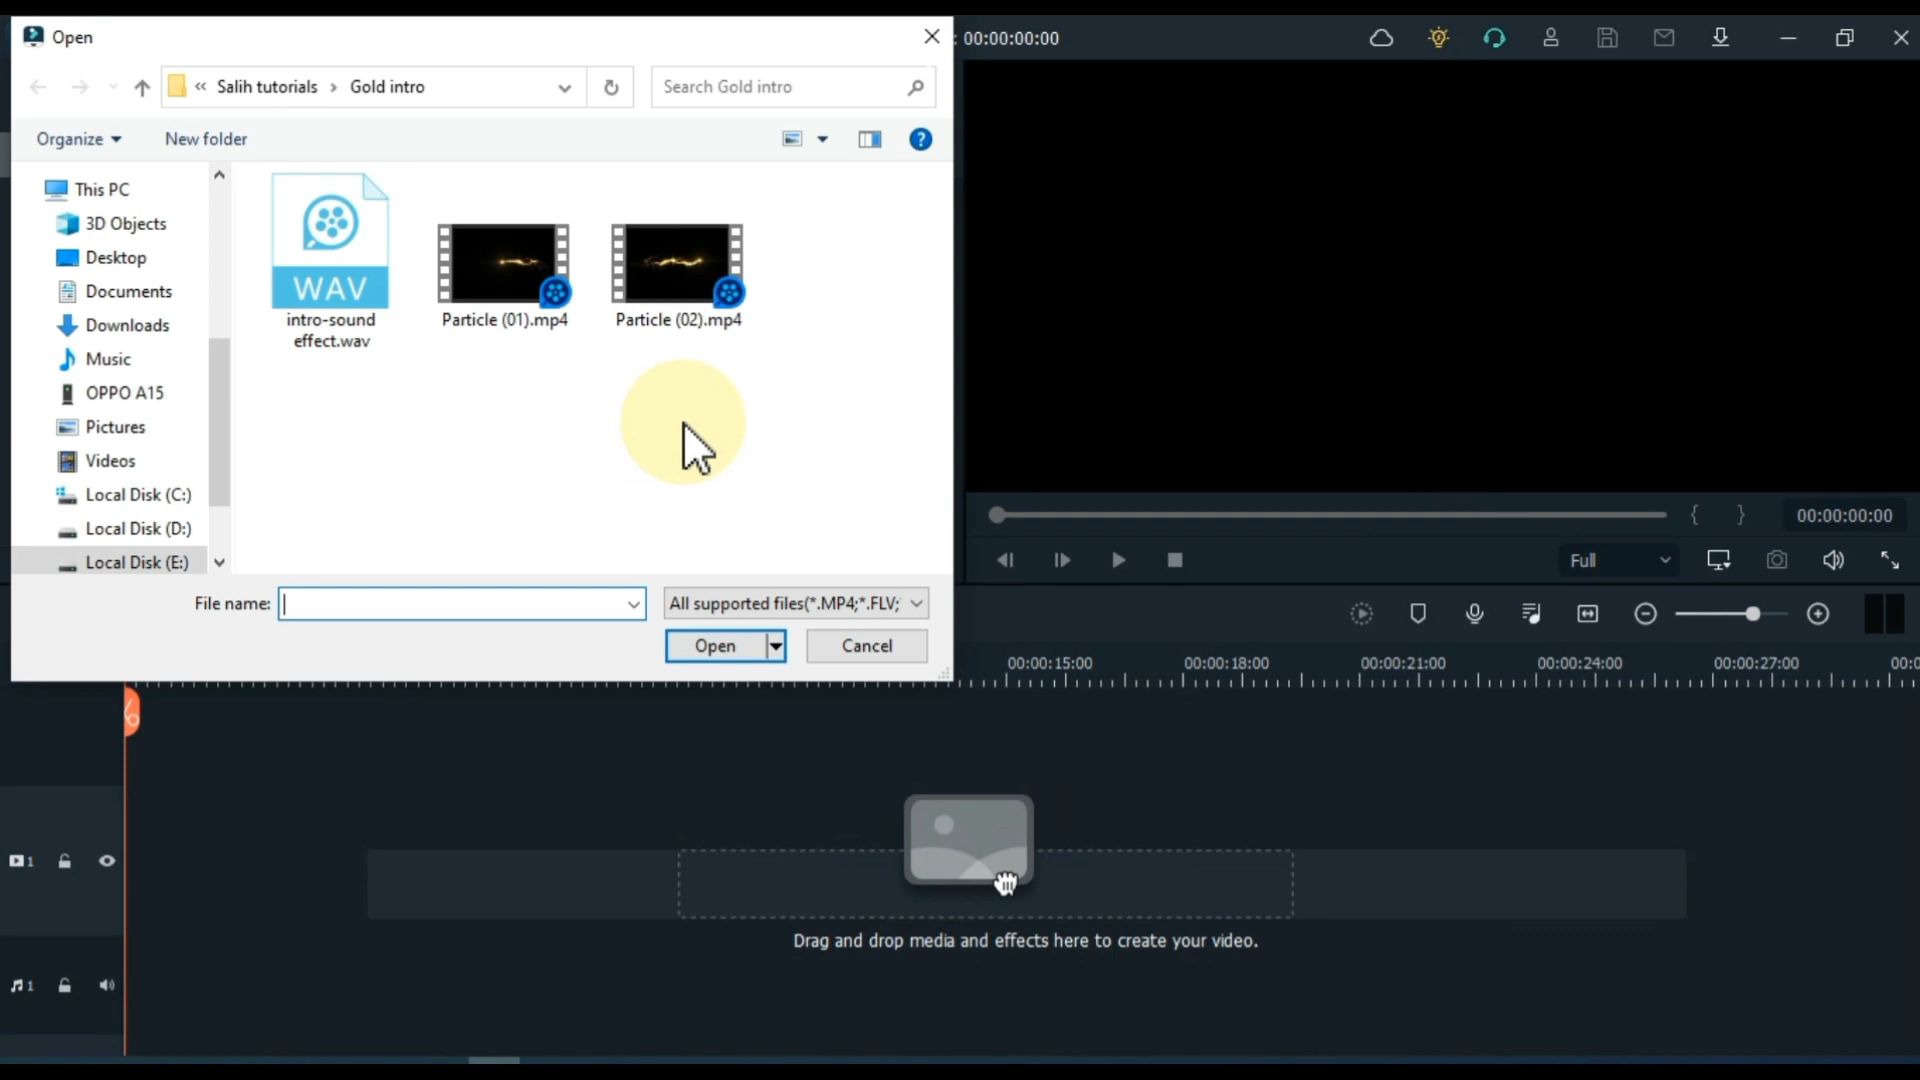 Open
: 00:00:00:00
« Salih tutorials › Gold intro
Search Gold intro
Organize
New folder
This PC
3D Objects
Desktop
Documents
Downloads
Music
OPPO A15
Pictures
Videos
Local Disk (C:)
Local Disk (D:)
Local Disk (E:)
WAV
intro-sound
effect.wav
Particle (01).mp4
Particle (02).mp4
File name:
All supported files(*.MP4;*.FLV;
Open
Cancel
{ }
00:00:00:00
Full
00:00:15:00
00:00:18:00
00:00:21:00
00:00:24:00
00:00:27:00
00:0
1
Drag and drop media and effects here to create your video.
1